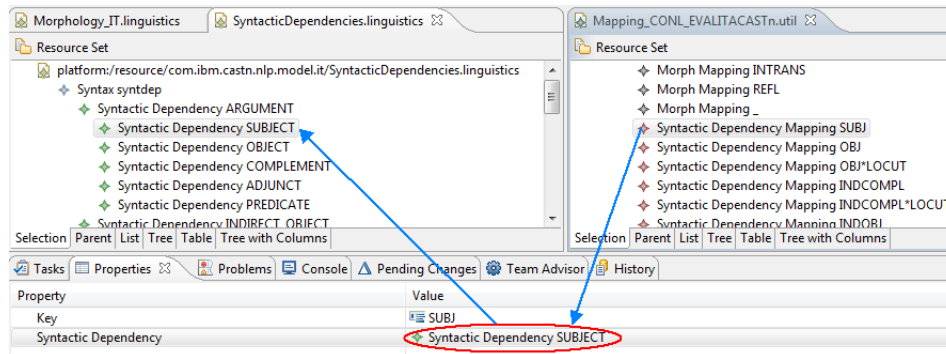 Morphology_IT.linguistics
SyntacticDependencies.linguistics
Resource Set
platform:/resource/com.ibm.castn.nlp.model.it/SyntacticDependencies.linguistics
Syntax syntdep
Syntactic Dependency ARGUMENT
Syntactic Dependency SUBJECT
Syntactic Dependency OBJECT
Syntactic Dependency COMPLEMENT
Syntactic Dependency ADJUNCT
Syntactic Dependency PREDICATE
Syntactic Dependency INDIRECT_OBJECT
Selection Parent List Tree Table Tree with Columns
Mapping_CONL_EVALITACASTn.util
Resource Set
Morph Mapping INTRANS
Morph Mapping REFL
Morph Mapping _
Syntactic Dependency Mapping SUBJ
Syntactic Dependency Mapping OBJ
Syntactic Dependency Mapping OBJ*LOCUT
Syntactic Dependency Mapping INDCOMPL
Syntactic Dependency Mapping INDCOMPL*LOCUT
Syntactic Dependency Mapping INDOBJ
Selection Parent List Tree Table Tree with Columns
Tasks Properties Problems Console Pending Changes Team Advisor History
Property Value
Key SUBJ
Syntactic Dependency Syntactic Dependency SUBJECT